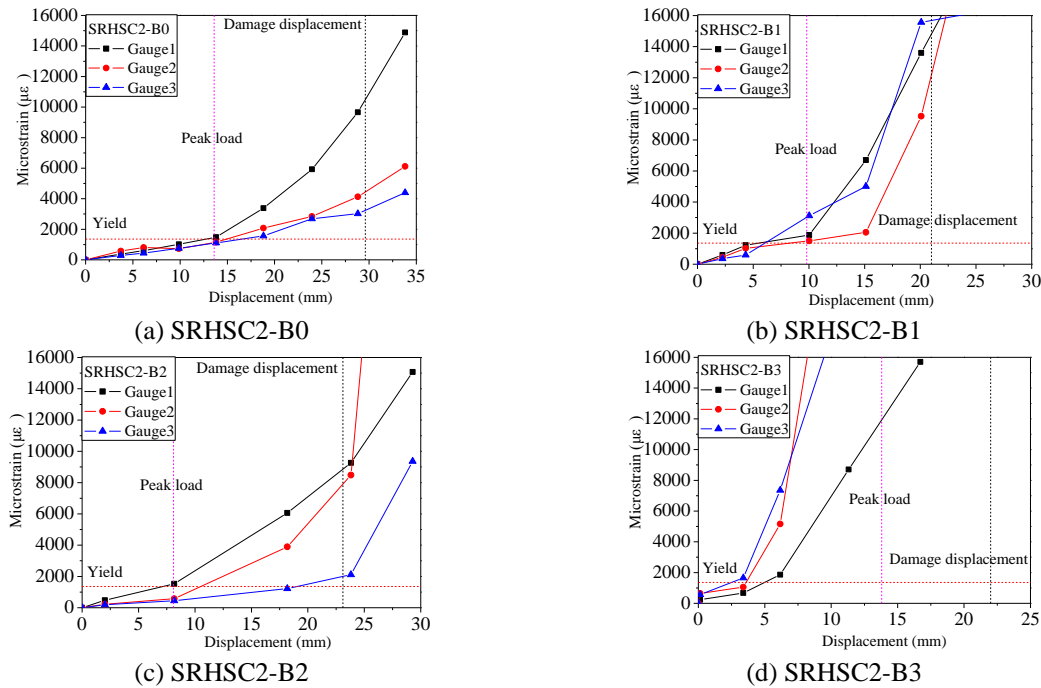 SRHSC2-B0
Gauge1
Gauge2
Gauge3
Damage displacement
Peak load
Yield
Microstrain (με)
16000
14000
12000
10000
8000
6000
4000
2000
0
0 5 10 15 20 25 30 35
Displacement (mm)
(a) SRHSC2-B0
SRHSC2-B1
Gauge1
Gauge2
Gauge3
Peak load
Damage displacement
Yield
Microstrain (με)
16000
14000
12000
10000
8000
6000
4000
2000
0
0 5 10 15 20 25 30
Displacement (mm)
(b) SRHSC2-B1
SRHSC2-B2
Gauge1
Gauge2
Gauge3
Damage displacement
Peak load
Yield
Microstrain (με)
16000
14000
12000
10000
8000
6000
4000
2000
0
0 5 10 15 20 25 30
Displacement (mm)
(c) SRHSC2-B2
SRHSC2-B3
Gauge1
Gauge2
Gauge3
Peak load
Damage displacement
Yield
Microstrain (με)
16000
14000
12000
10000
8000
6000
4000
2000
0
0 5 10 15 20 25
Displacement (mm)
(d) SRHSC2-B3